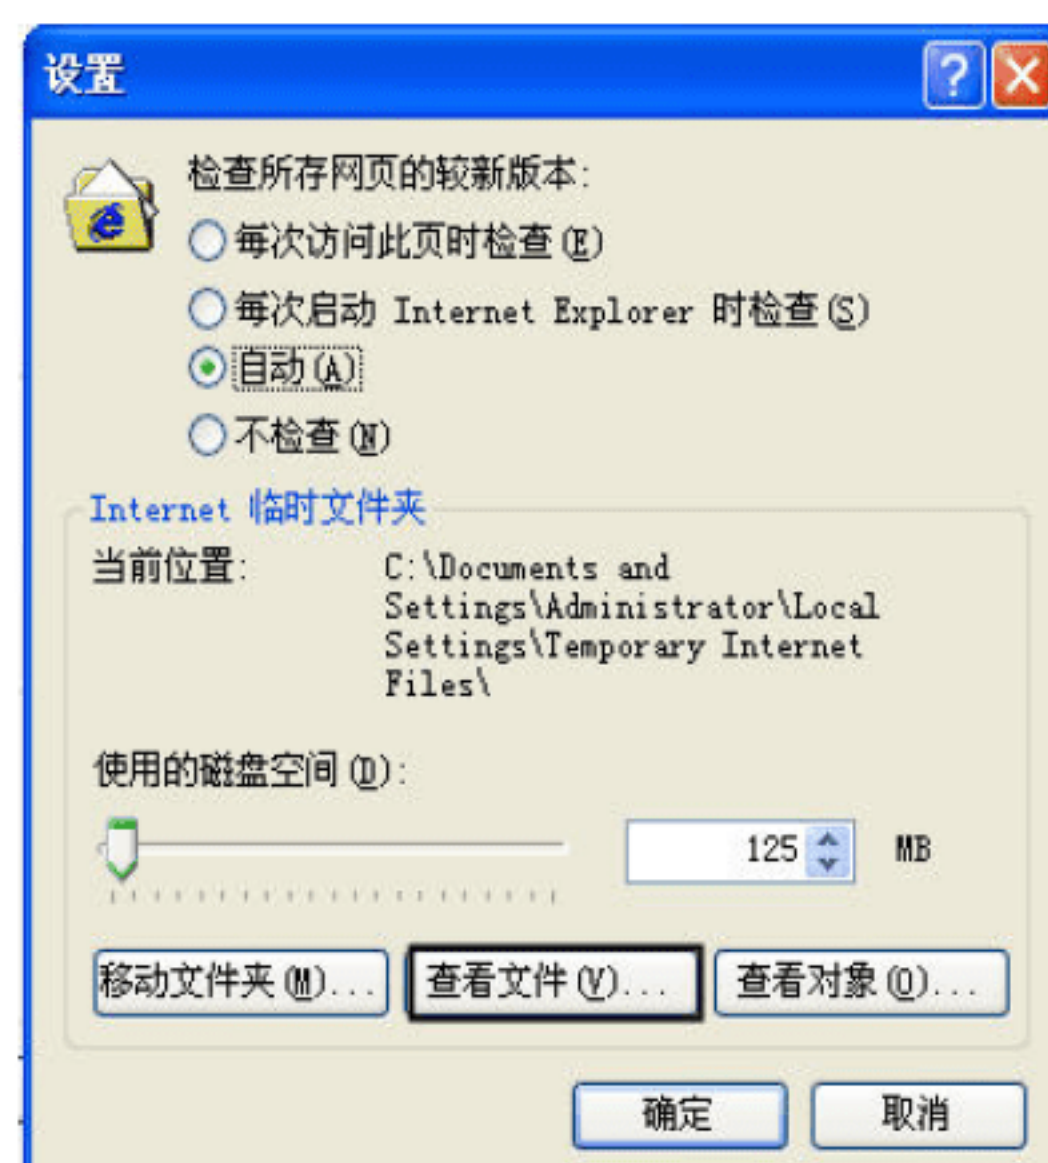 设置
检查所存网页的较新版本:
每次访问此页时检查(E)
每次启动 Internet Explorer 时检查(S)
自动(A)
不检查(N)
Internet 临时文件夹
当前位置: C:\Documents and
Settings\Administrator\Local
Settings\Temporary Internet
Files\
使用的磁盘空间(D):
125 MB
移动文件夹(M)... 查看文件(V)... 查看对象(O)...
确定 取消